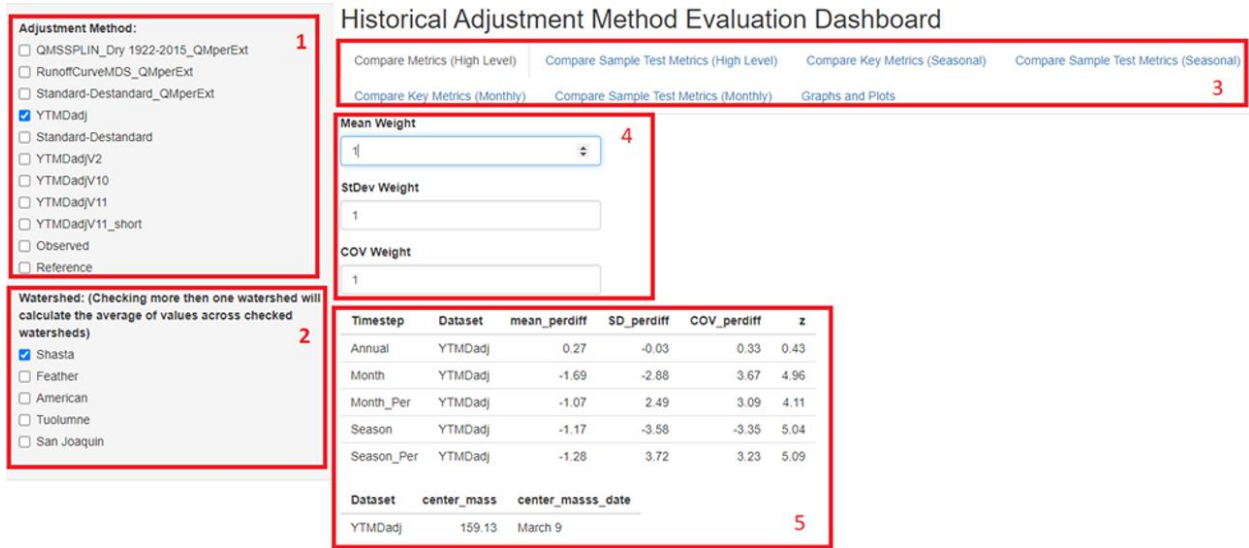 Historical Adjustment Method Evaluation Dashboard
Adjustment Method:
1
QMSSPLIN_Dry 1922-2015_QMperExt
RunoffCurveMDS_QMperExt
Standard-Destandard_QMperExt
YTMDadj
Standard-Destandard
YTMDadjV2
YTMDadjV10
YTMDadjV11
YTMDadjV11_short
Observed
Reference
Watershed: (Checking more then one watershed will
calculate the average of values across checked
watersheds)
2
Shasta
Feather
American
Tuolumne
San Joaquin
Compare Metrics (High Level) Compare Sample Test Metrics (High Level) Compare Key Metrics (Seasonal) Compare Sample Test Metrics (Seasonal)
Compare Key Metrics (Monthly) Compare Sample Test Metrics (Monthly) Graphs and Plots
3
Mean Weight
4
1
StDev Weight
1
COV Weight
1
Timestep Dataset mean_perdiff SD_perdiff COV_perdiff z
Annual YTMDadj 0.27 -0.03 0.33 0.43
Month YTMDadj -1.69 -2.88 3.67 4.96
Month_Per YTMDadj -1.07 2.49 3.09 4.11
Season YTMDadj -1.17 -3.58 -3.35 5.04
Season_Per YTMDadj -1.28 3.72 3.23 5.09
Dataset center_mass center_masss_date
YTMDadj 159.13 March 9
5